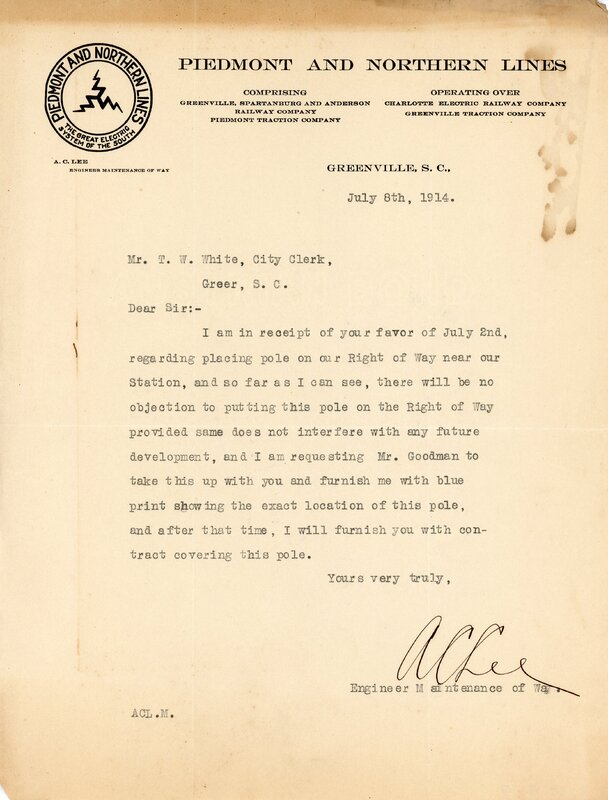 PIEDMONT AND NORTHERN LINES
THE GREAT ELECTRIC
SYSTEM OF THE SOUTH
PIEDMONT AND NORTHERN LINES
COMPRISING
GREENVILLE, SPARTANBURG AND ANDERSON
RAILWAY COMPANY
PIEDMONT TRACTION COMPANY
OPERATING OVER
CHARLOTTE ELECTRIC RAILWAY COMPANY
GREENVILLE TRACTION COMPANY
A. C. LEE
ENGINEER MAINTENANCE OF WAY
GREENVILLE, S. C.,
July 8th, 1914.
Mr. T. W. White, City Clerk,
Greer, S. C.
Dear Sir:-
I am in receipt of your favor of July 2nd,
regarding placing pole on our Right of Way near our
Station, and so far as I can see, there will be no
objection to putting this pole on the Right of Way
provided same does not interfere with any future
development, and I am requesting Mr. Goodman to
take this up with you and furnish me with blue
print showing the exact location of this pole,
and after that time, I will furnish you with con-
tract covering this pole.
Yours very truly,
A C Lee
Engineer Maintenance of Way.
ACL.M.